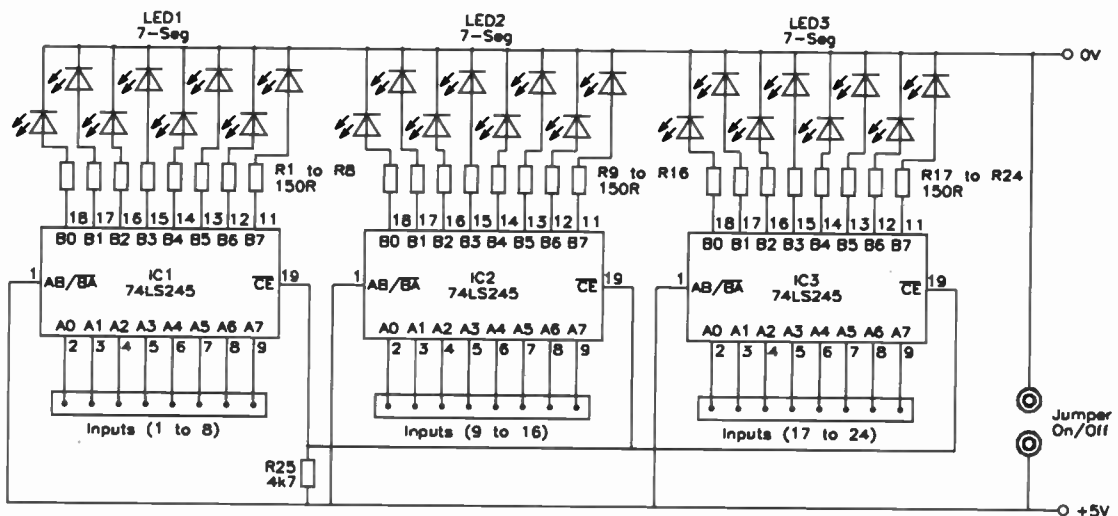 LED1
7-Seg
LED2
7-Seg
LED3
7-Seg
0V
R1 to R8
150R
R9 to R16
150R
R17 to R24
150R
18 17 16 15 14 13 12 11
B0 B1 B2 B3 B4 B5 B6 B7
1
AB/BA
IC1
74LS245
CE
19
A0 A1 A2 A3 A4 A5 A6 A7
2 3 4 5 6 7 8 9
Inputs (1 to 8)
18 17 16 15 14 13 12 11
B0 B1 B2 B3 B4 B5 B6 B7
1
AB/BA
IC2
74LS245
CE
19
A0 A1 A2 A3 A4 A5 A6 A7
2 3 4 5 6 7 8 9
Inputs (9 to 16)
18 17 16 15 14 13 12 11
B0 B1 B2 B3 B4 B5 B6 B7
1
AB/BA
IC3
74LS245
CE
19
A0 A1 A2 A3 A4 A5 A6 A7
2 3 4 5 6 7 8 9
Inputs (17 to 24)
Jumper
On/Off
R25
4k7
+5V